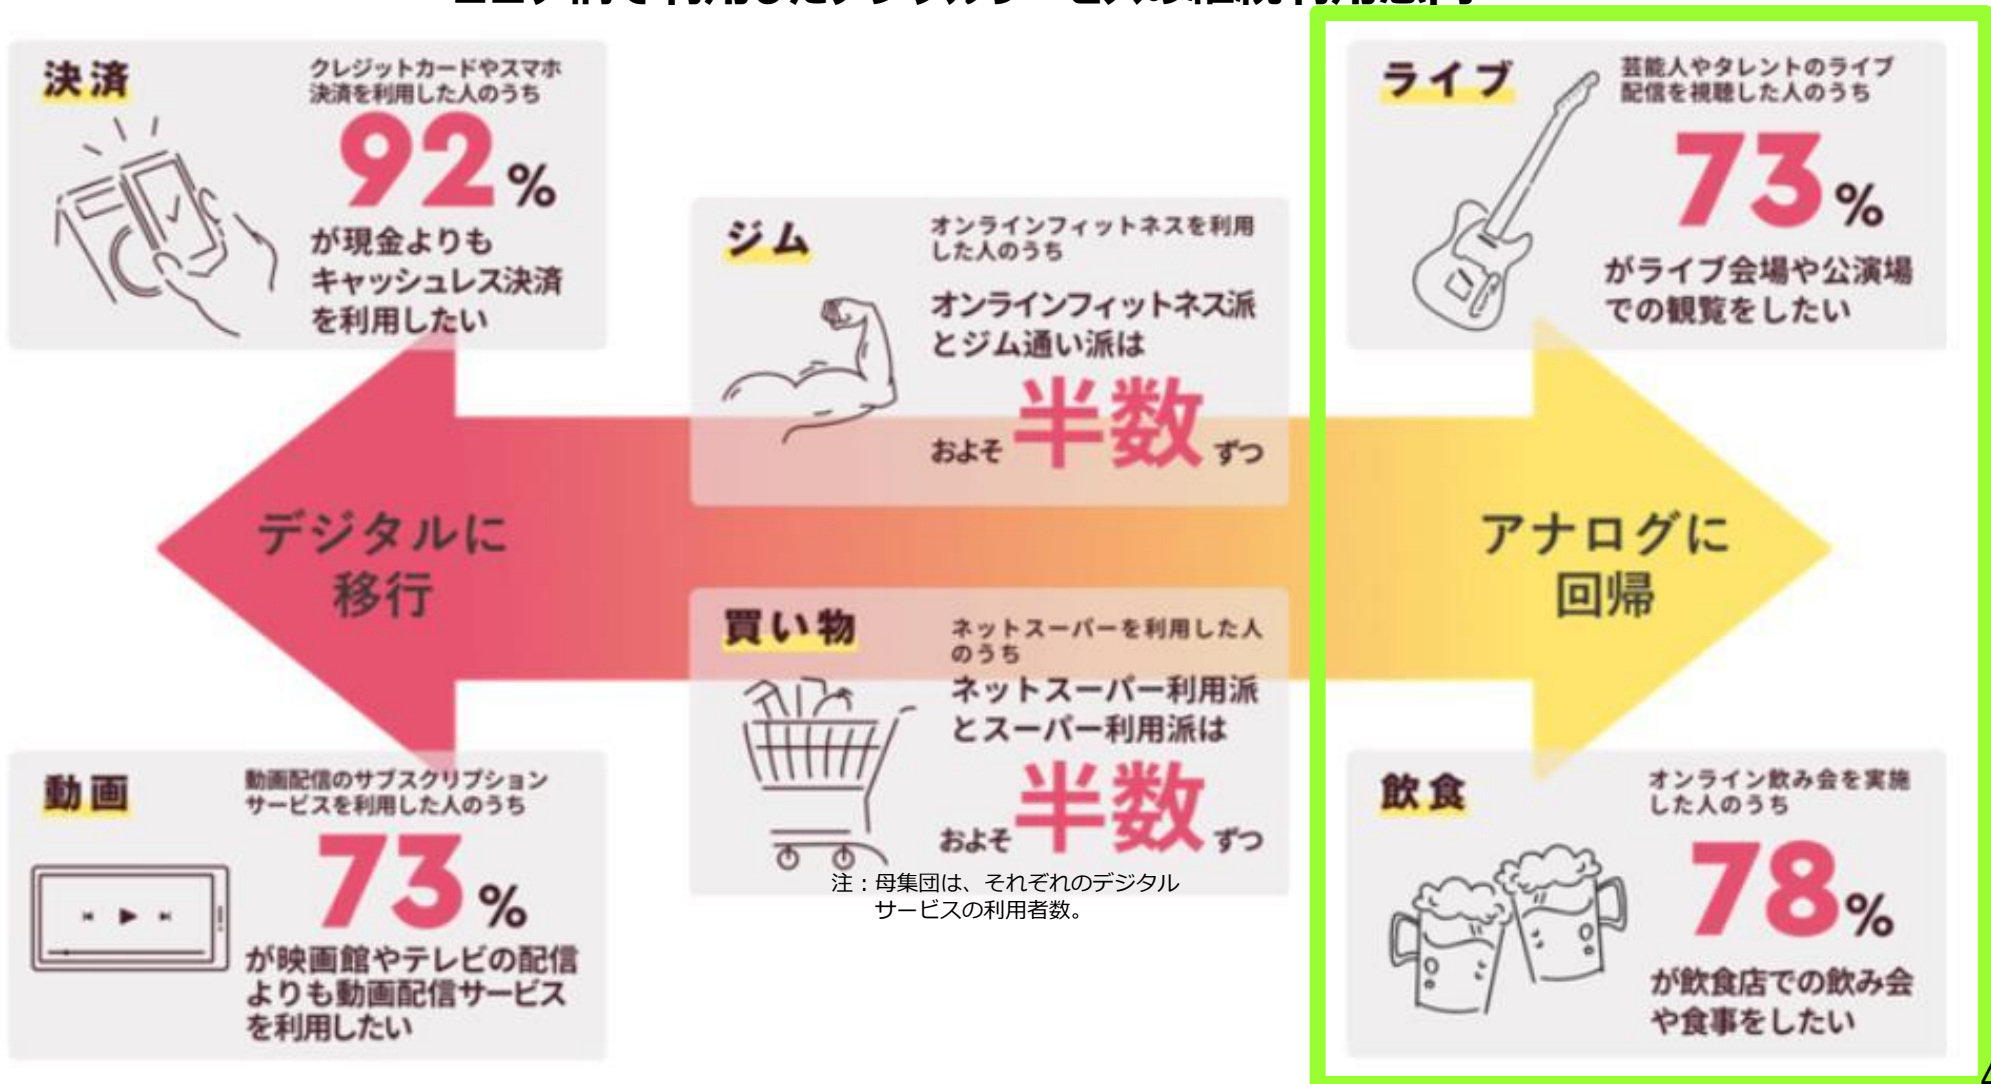 決済
クレジットカードやスマホ
決済を利用した人のうち
92%
が現金よりも
キャッシュレス決済
を利用したい
ジム
オンラインフィットネスを利用
した人のうち
オンラインフィットネス派
とジム通い派は
およそ半数ずつ
ライブ
芸能人やタレントのライブ
配信を視聴した人のうち
73%
がライブ会場や公演場
での観覧をしたい
デジタルに
移行
アナログに
回帰
買い物
ネットスーパーを利用した人
のうち
ネットスーパー利用派
とスーパー利用派は
およそ半数ずつ
注：母集団は、それぞれのデジタル
サービスの利用者数。
動画
動画配信のサブスクリプション
サービスを利用した人のうち
73%
が映画館やテレビの配信
よりも動画配信サービス
を利用したい
飲食
オンライン飲み会を実施
した人のうち
78%
が飲食店での飲み会
や食事をしたい